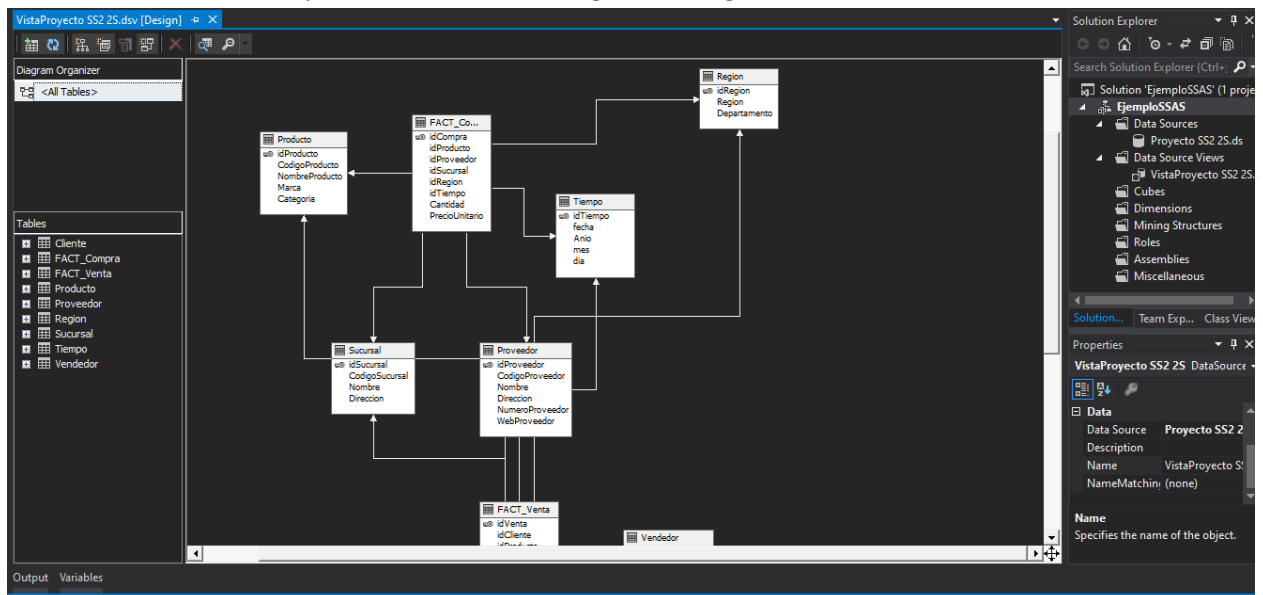 VistaProyecto SS2 2S.dsv [Design]
Diagram Organizer
<All Tables>
Tables
Cliente
FACT_Compra
FACT_Venta
Producto
Proveedor
Region
Sucursal
Tiempo
Vendedor
Region
idRegion
Region
Departamento
FACT_Co...
idCompra
idProducto
idProveedor
idSucursal
idRegion
idTiempo
Cantidad
PrecioUnitario
Producto
idProducto
CodigoProducto
NombreProducto
Marca
Categoria
Tiempo
idTiempo
fecha
Anio
mes
dia
Sucursal
idSucursal
CodigoSucursal
Nombre
Direccion
Proveedor
idProveedor
CodigoProveedor
Nombre
Direccion
NumeroProveedor
WebProveedor
FACT_Venta
idVenta
idCliente
idProducto
Vendedor
Solution Explorer
Search Solution Explorer (Ctrl+;
Solution 'EjemploSSAS' (1 proje
EjemploSSAS
Data Sources
Proyecto SS2 2S.ds
Data Source Views
VistaProyecto SS2 2S.
Cubes
Dimensions
Mining Structures
Roles
Assemblies
Miscellaneous
Solution... Team Exp... Class View
Properties
VistaProyecto SS2 2S DataSource
Data
Data Source Proyecto SS2 2
Description
Name VistaProyecto S
NameMatchin (none)
Name
Specifies the name of the object.
Output Variables